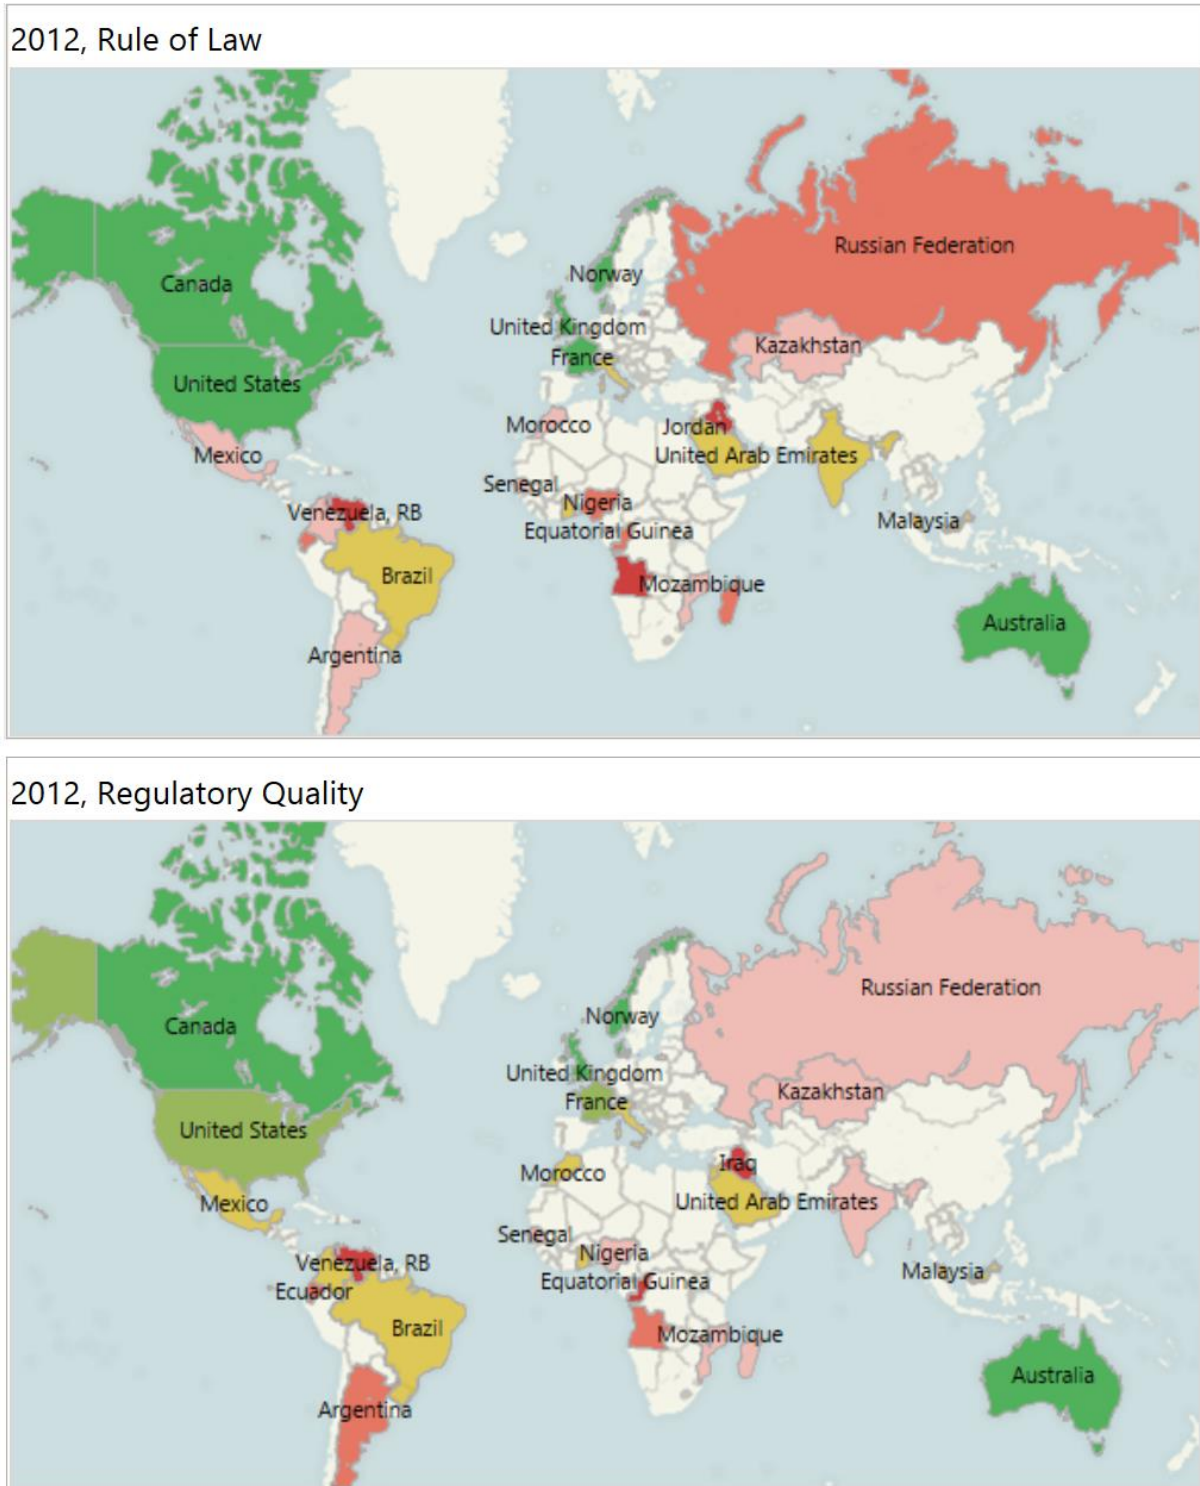 2012, Rule of Law
Canada
Norway
Russian Federation
United Kingdom
Kazakhstan
France
United States
Morocco
Jordan
Mexico
United Arab Emirates
Senegal
Nigeria
Venezuela, RB
Malaysia
Equatorial Guinea
Brazil
Mozambique
Australia
Argentina
2012, Regulatory Quality
Russian Federation
Canada
Norway
United Kingdom
Kazakhstan
France
United States
Iraq
Morocco
Mexico
United Arab Emirates
Senegal
Nigeria
Venezuela, RB
Malaysia
Equatorial Guinea
Ecuador
Brazil
Mozambique
Australia
Argentina